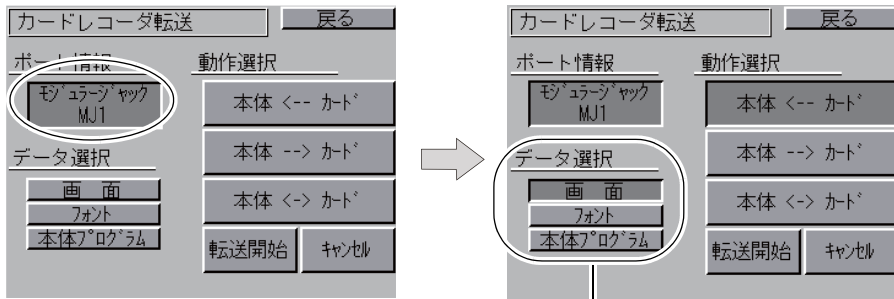 カードレコーダ転送
戻る
ポート情報
動作選択
モジュラージャック
MJ1
本体 <-- カード
本体 --> カード
本体 <-> カード
データ選択
画　面
フォント
本体プログラム
転送開始
キャンセル
カードレコーダ転送
戻る
ポート情報
動作選択
モジュラージャック
MJ1
本体 <-- カード
本体 --> カード
本体 <-> カード
データ選択
画　面
フォント
本体プログラム
転送開始
キャンセル